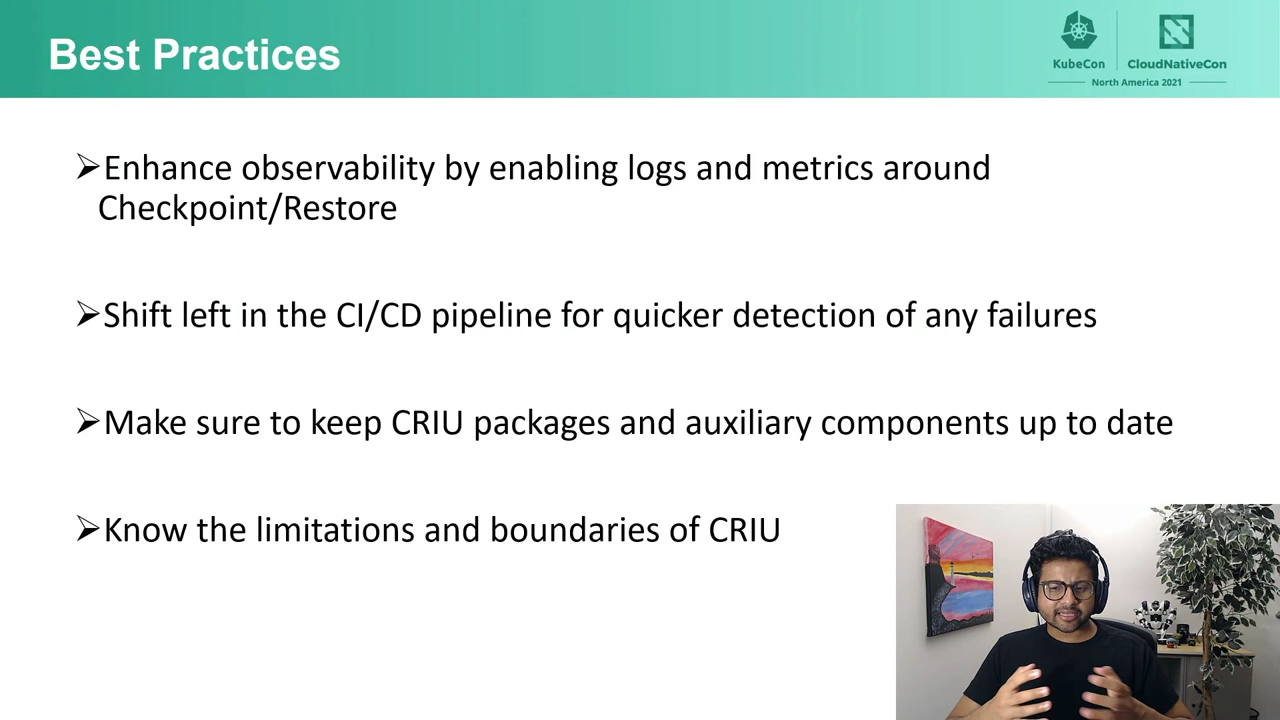 Best Practices
KubeCon
CloudNativeCon
North America 2021
➢Enhance observability by enabling logs and metrics around
Checkpoint/Restore
➢Shift left in the CI/CD pipeline for quicker detection of any failures
➢Make sure to keep CRIU packages and auxiliary components up to date
➢Know the limitations and boundaries of CRIU